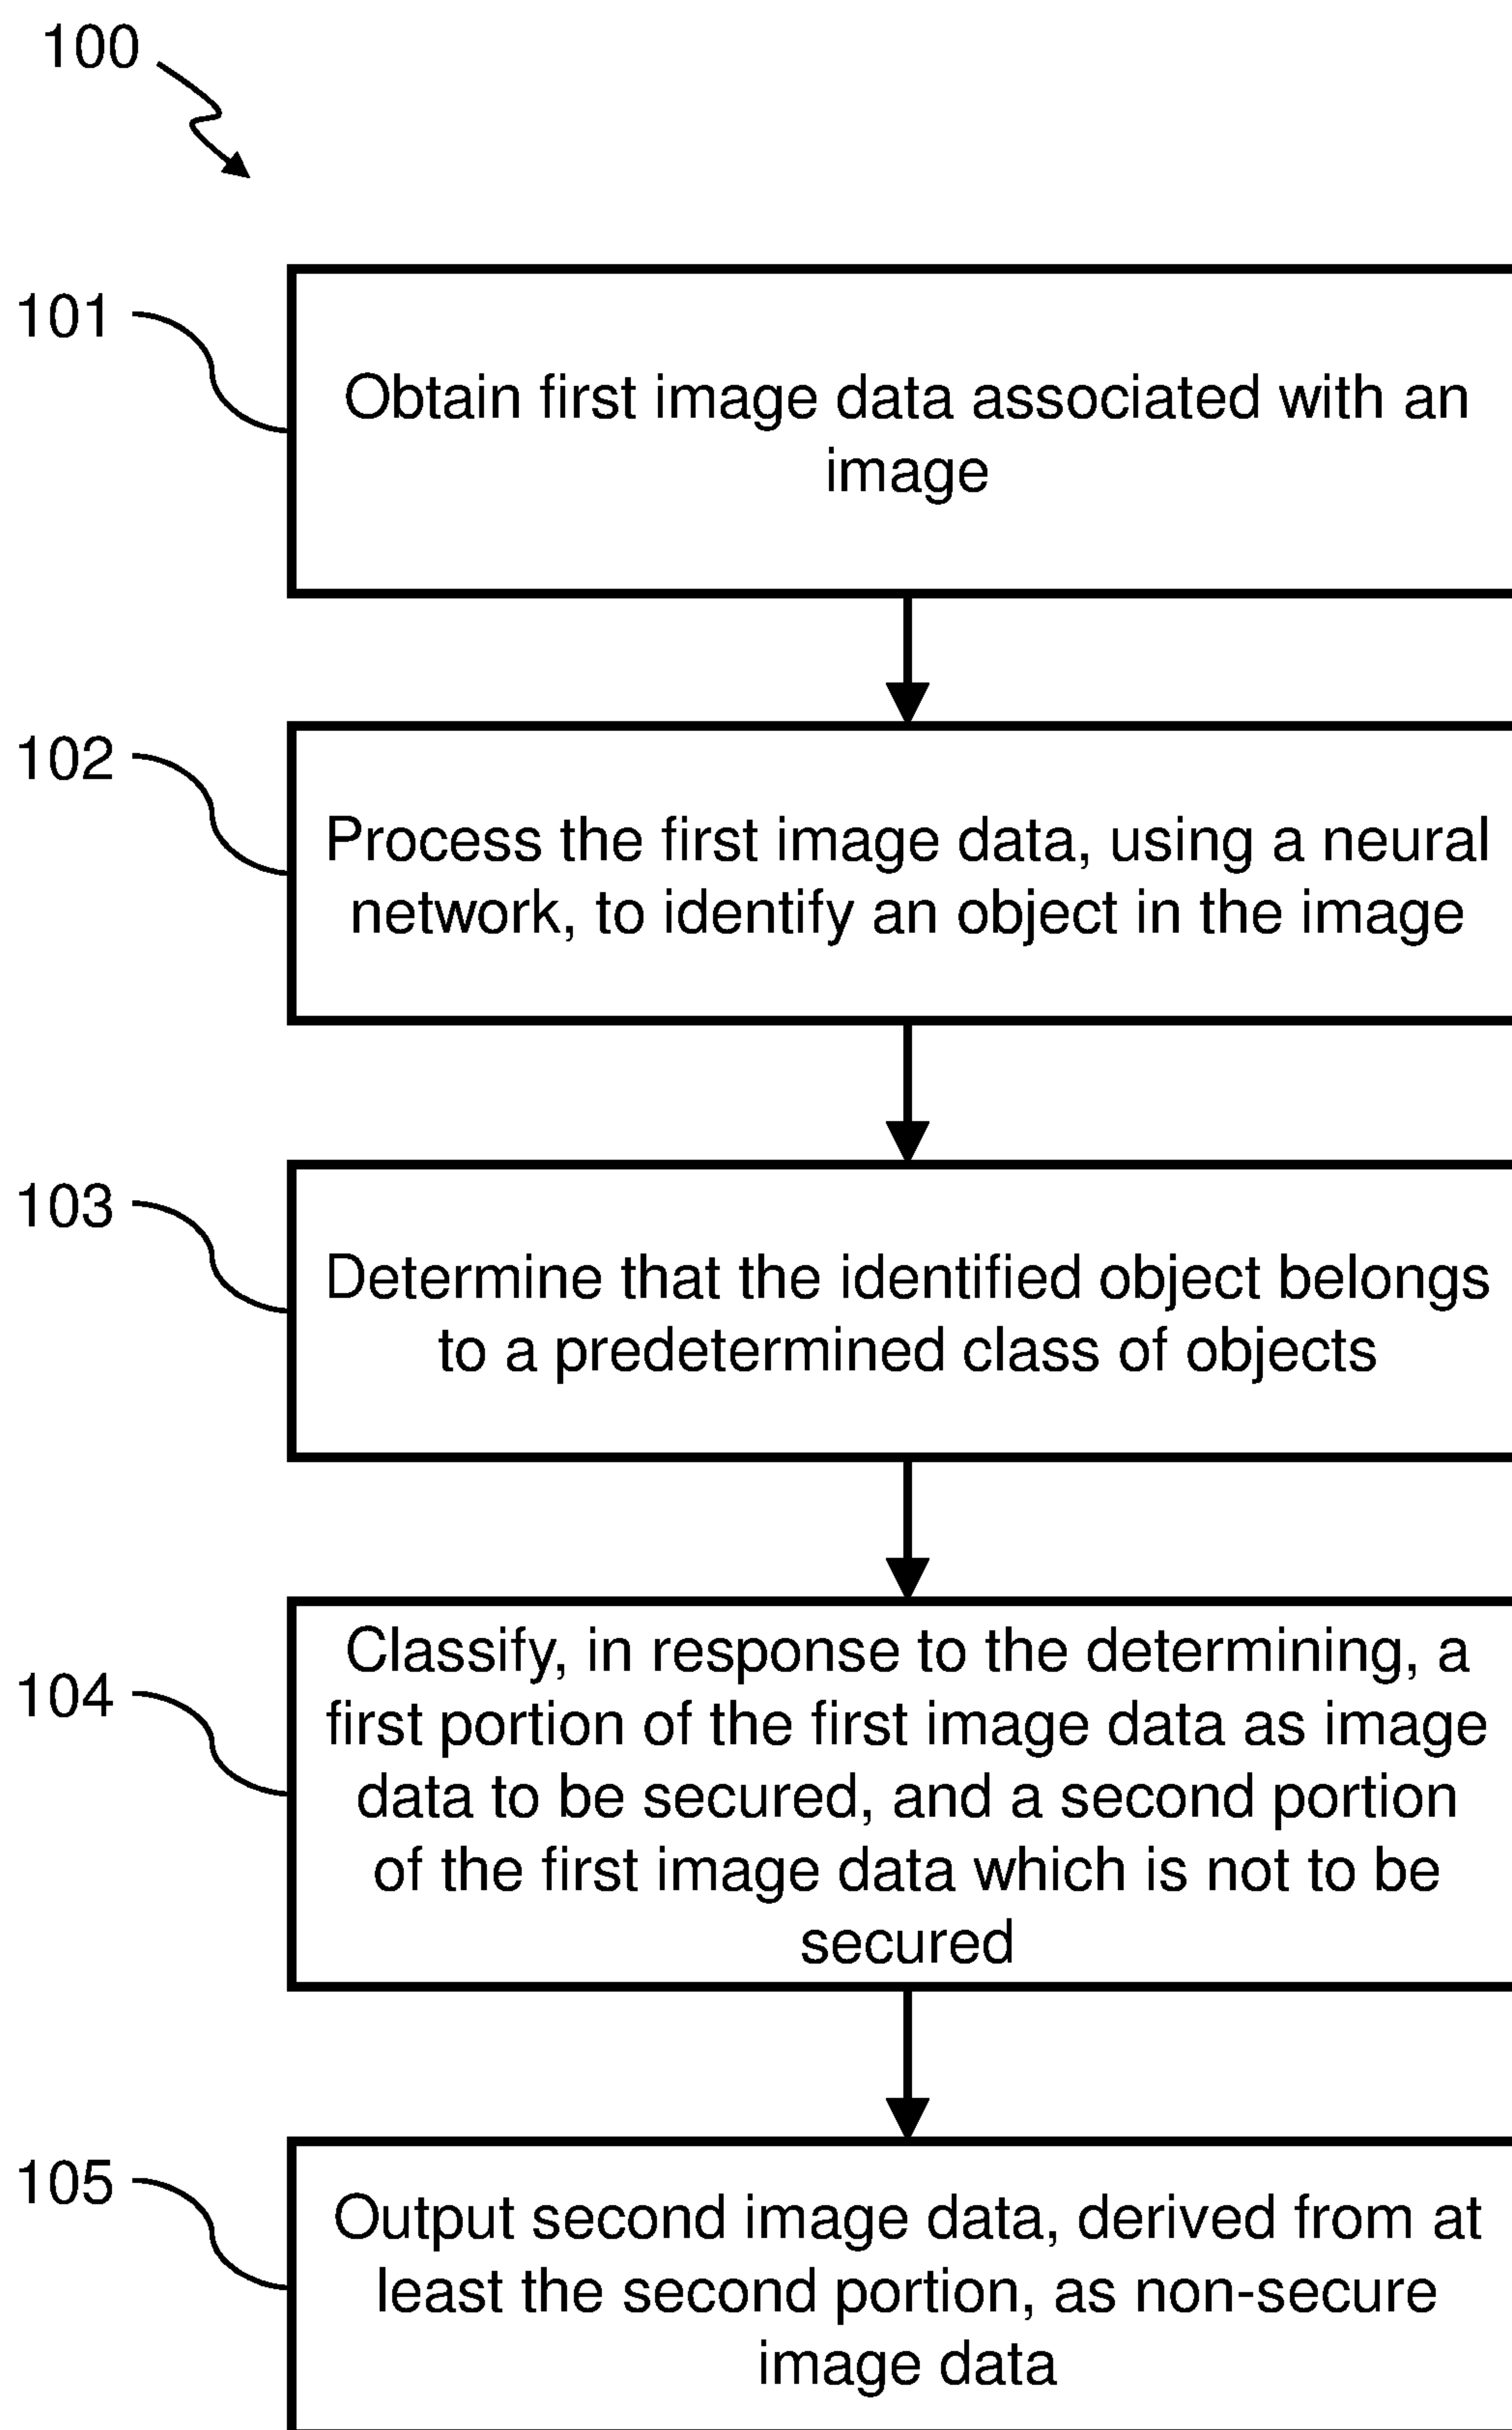 100
101
Obtain first image data associated with an
image
102
Process the first image data, using a neural
network, to identify an object in the image
103
Determine that the identified object belongs
to a predetermined class of objects
104
Classify, in response to the determining, a
first portion of the first image data as image
data to be secured, and a second portion
of the first image data which is not to be
secured
105
Output second image data, derived from at
least the second portion, as non-secure
image data